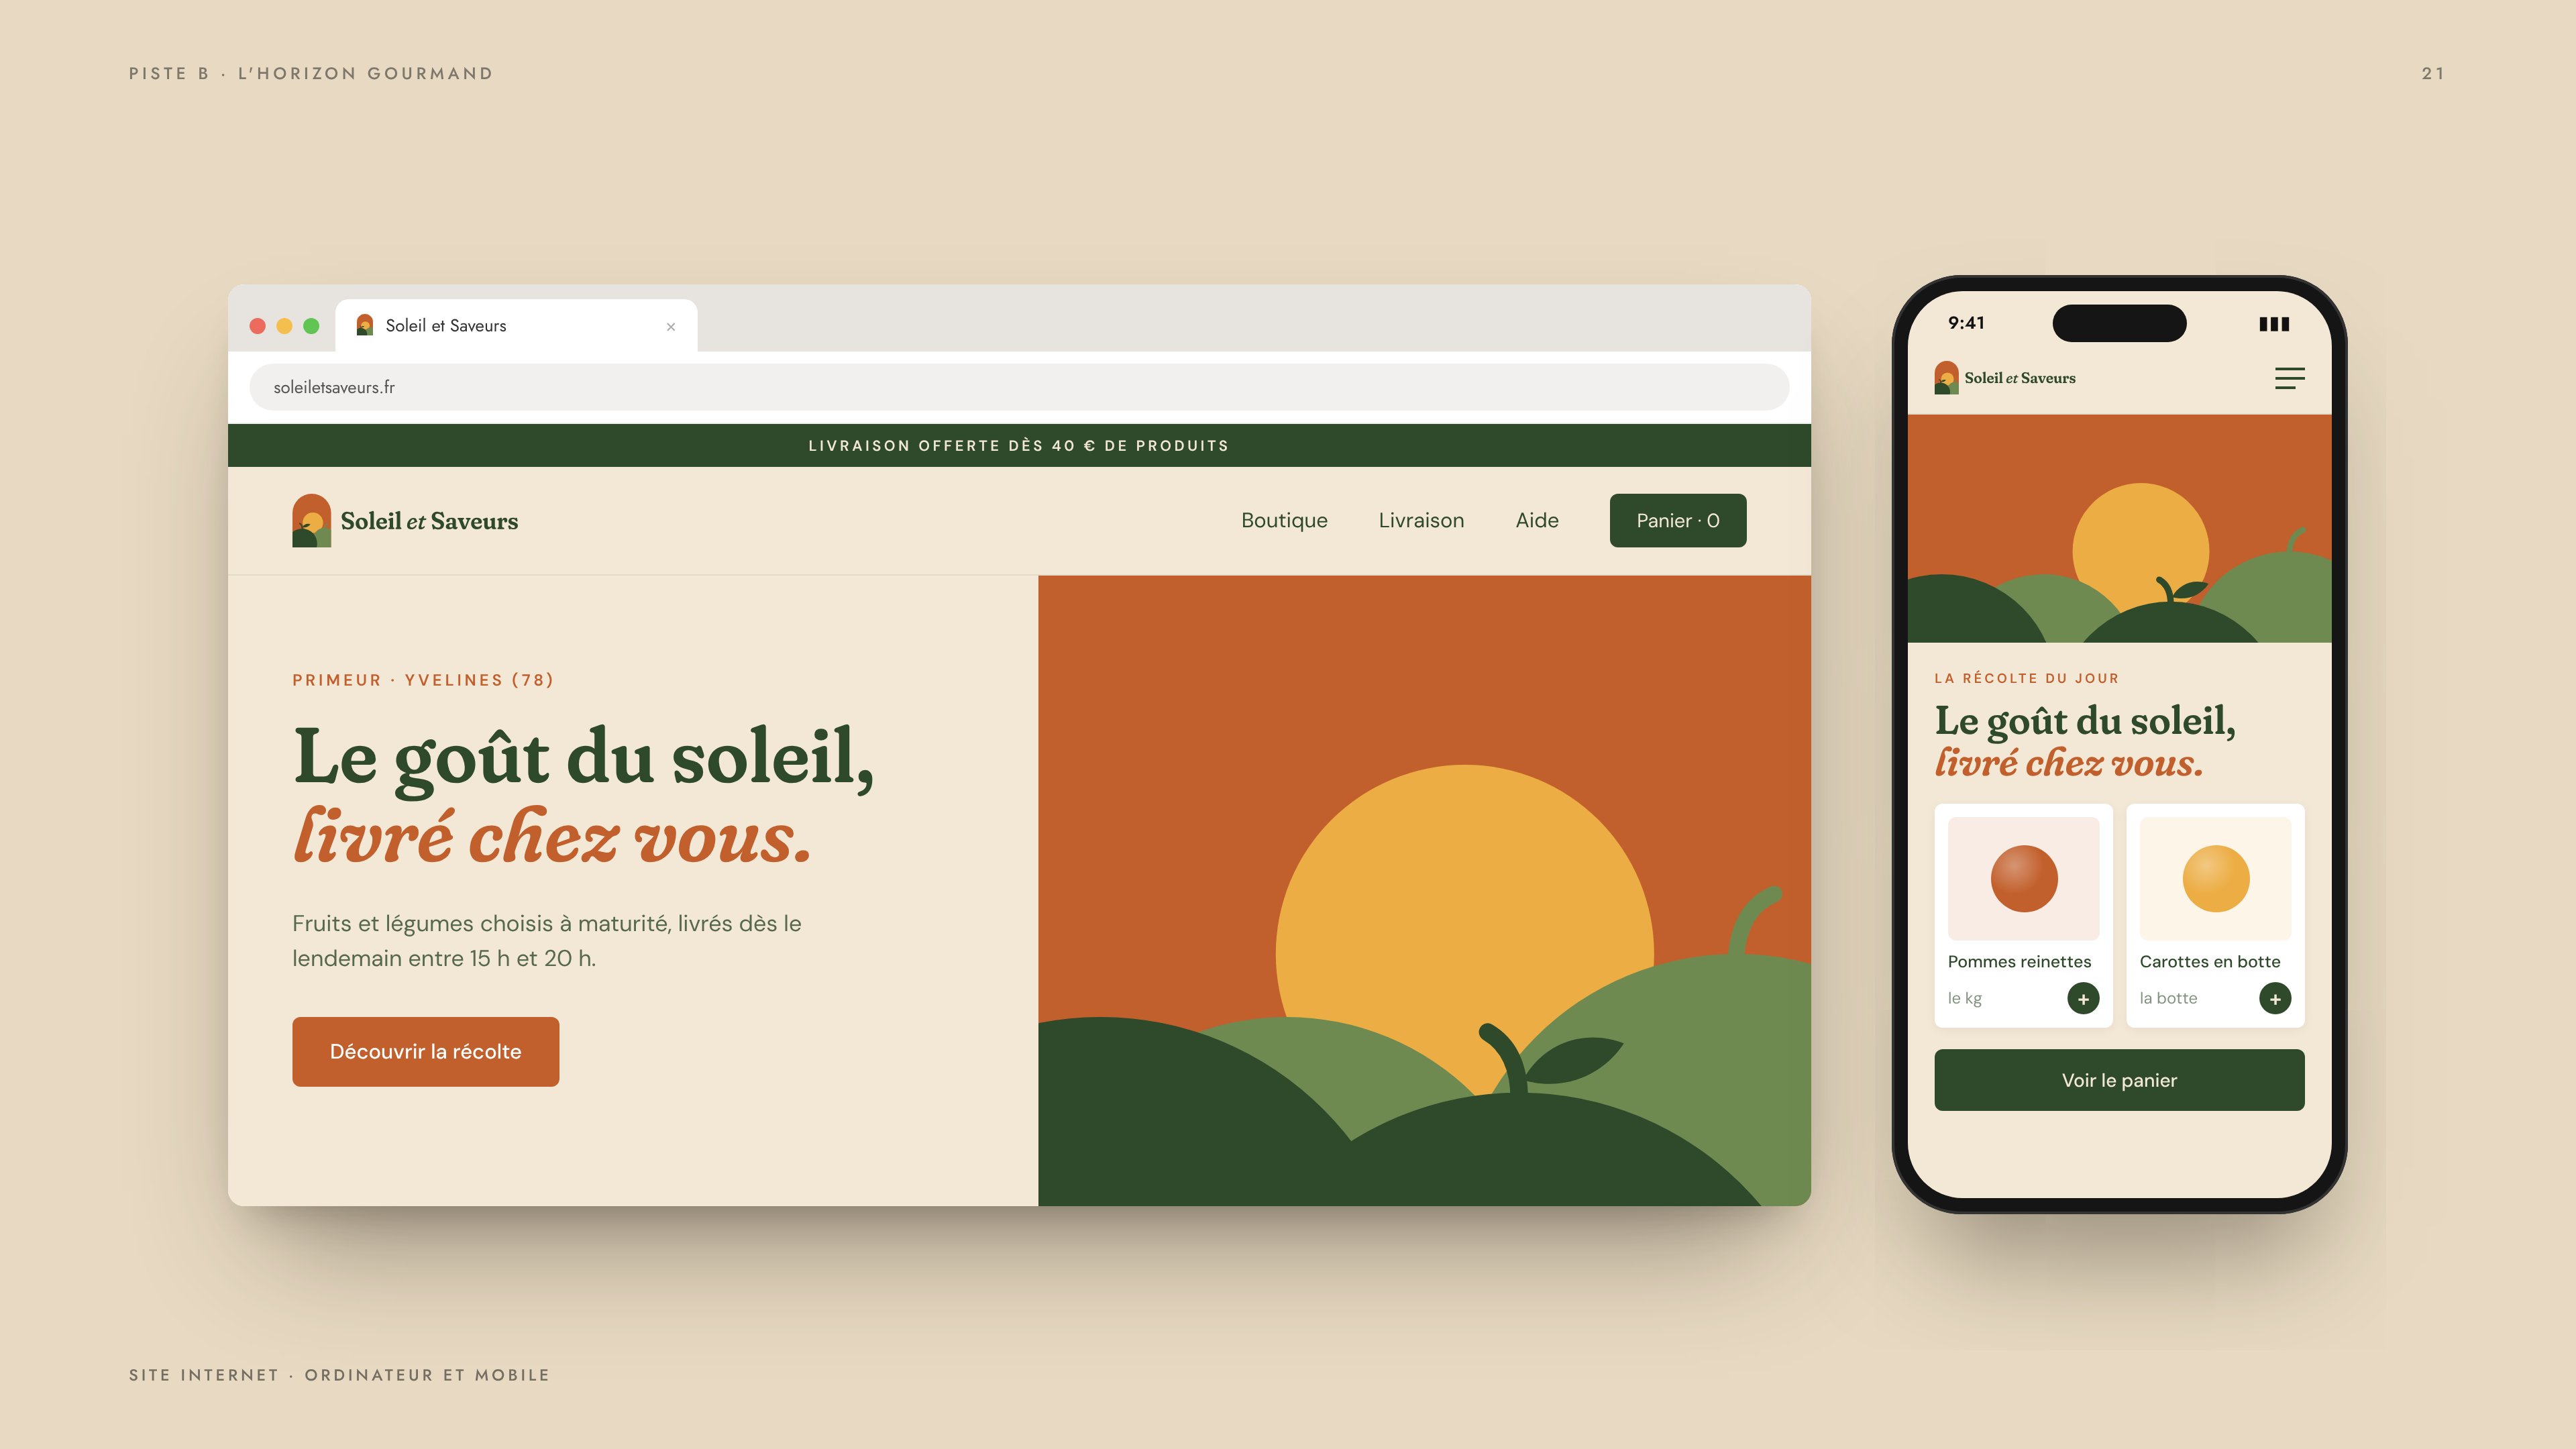 PISTE B · L'HORIZON GOURMAND
21
Soleil et Saveurs
×
soleiletsaveurs.fr
LIVRAISON OFFERTE DÈS 40 € DE PRODUITS
Soleil et Saveurs
Boutique
Livraison
Aide
Panier · 0
PRIMEUR · YVELINES (78)
Le goût du soleil,
livré chez vous.
Fruits et légumes choisis à maturité, livrés dès le
lendemain entre 15 h et 20 h.
Découvrir la récolte
9:41
Soleil et Saveurs
LA RÉCOLTE DU JOUR
Le goût du soleil,
livré chez vous.
Pommes reinettes
le kg
+
Carottes en botte
la botte
+
Voir le panier
SITE INTERNET · ORDINATEUR ET MOBILE